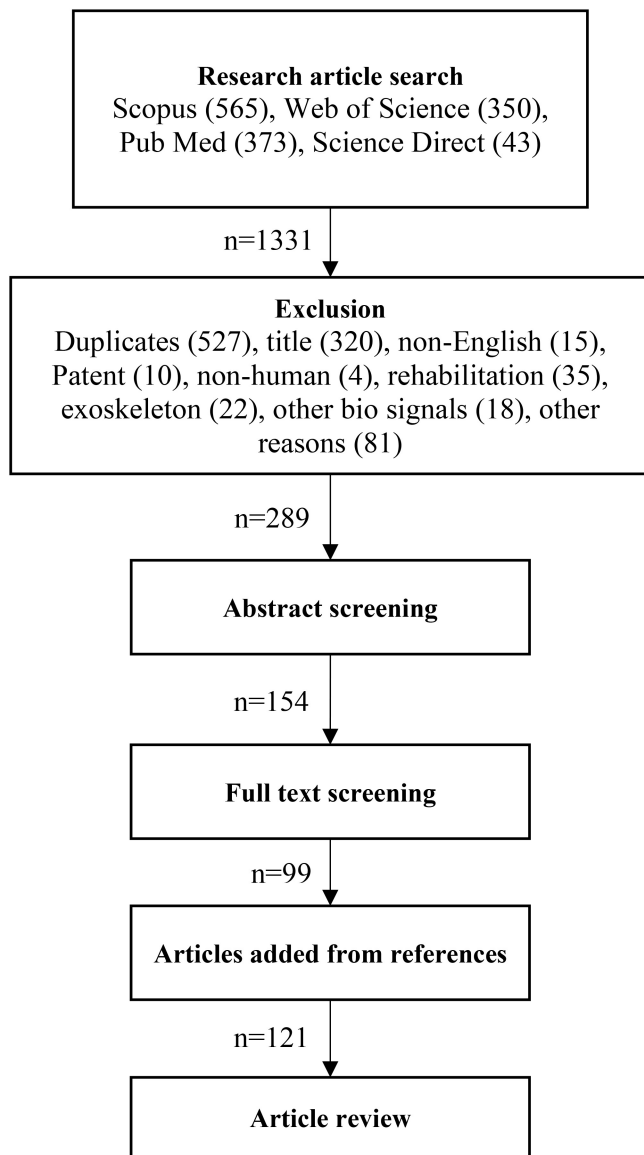 Research article search
Scopus (565), Web of Science (350),
Pub Med (373), Science Direct (43)
n=1331
Exclusion
Duplicates (527), title (320), non-English (15),
Patent (10), non-human (4), rehabilitation (35),
exoskeleton (22), other bio signals (18), other
reasons (81)
n=289
Abstract screening
n=154
Full text screening
n=99
Articles added from references
n=121
Article review